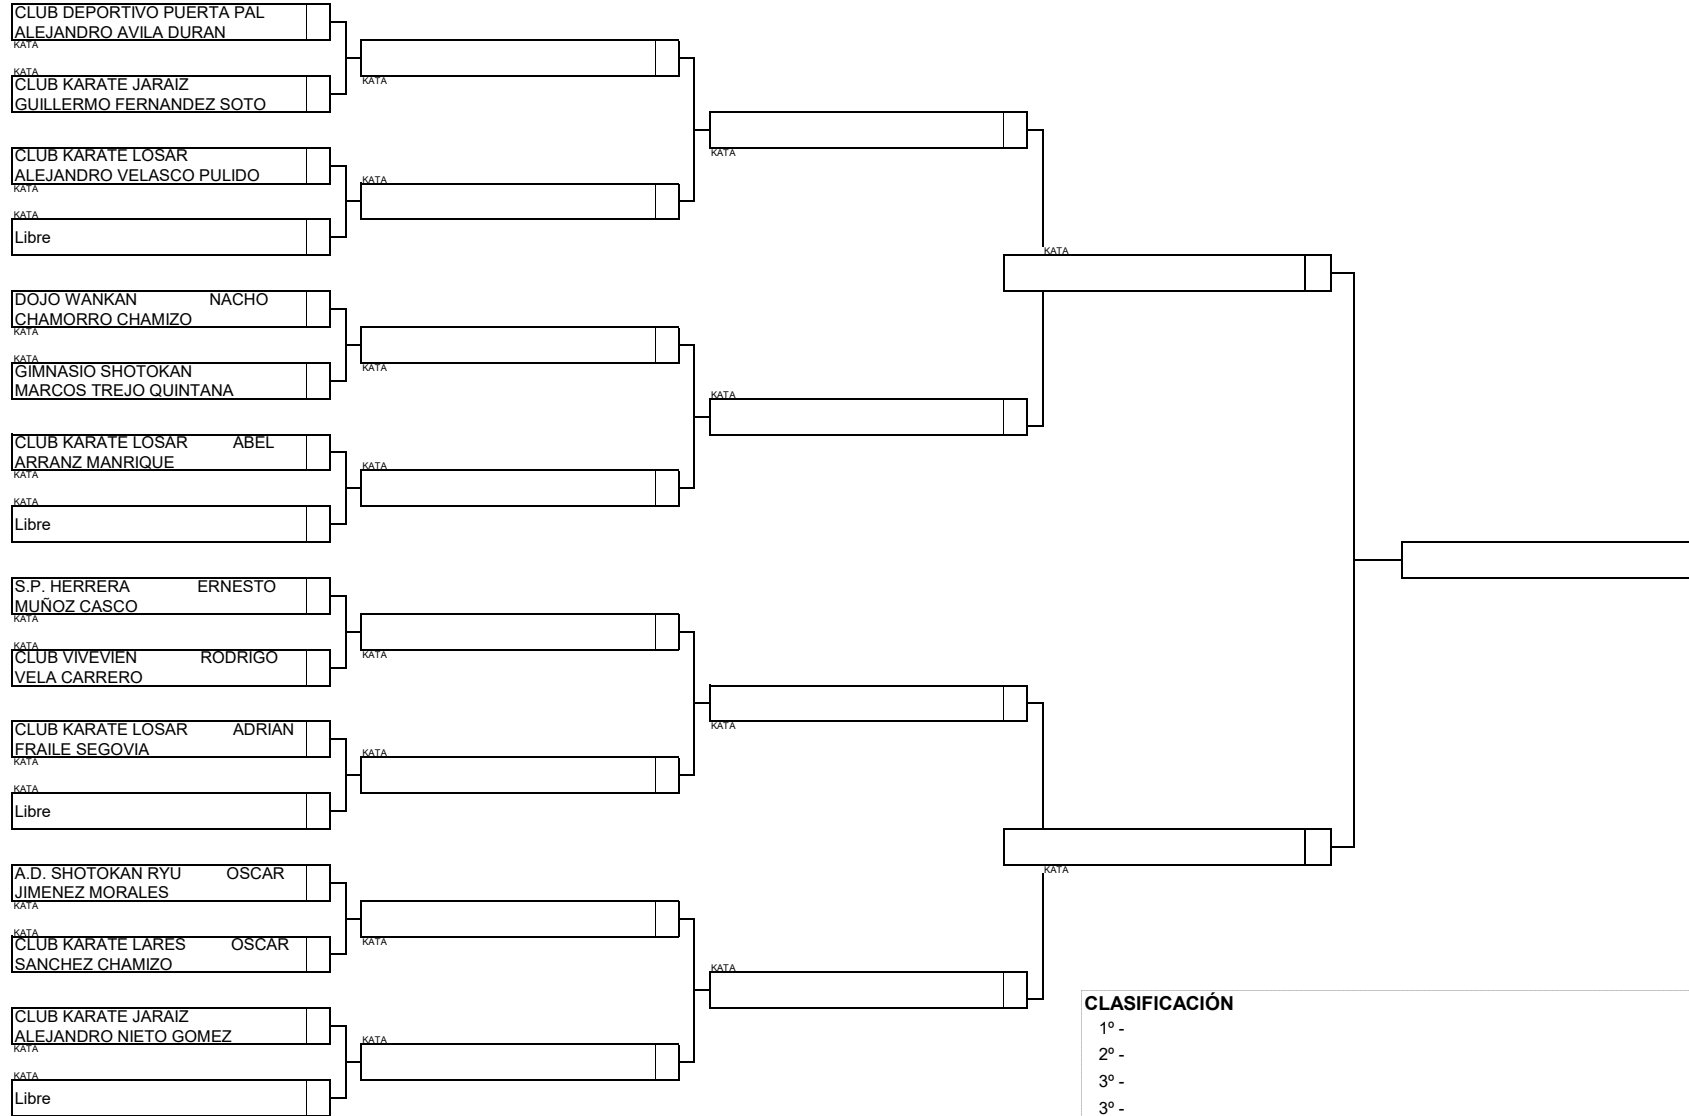 CLUB DEPORTIVO PUERTA PAL
ALEJANDRO AVILA DURAN
KATA
KATA
CLUB KARATE JARAIZ
GUILLERMO FERNANDEZ SOTO
KATA
CLUB KARATE LOSAR
ALEJANDRO VELASCO PULIDO
KATA
KATA
Libre
KATA
KATA
DOJO WANKAN NACHO
CHAMORRO CHAMIZO
KATA
KATA
GIMNASIO SHOTOKAN
MARCOS TREJO QUINTANA
KATA
CLUB KARATE LOSAR ABEL
ARRANZ MANRIQUE
KATA
KATA
Libre
KATA
KATA
KATA
S.P. HERRERA ERNESTO
MUÑOZ CASCO
KATA
KATA
CLUB VIVEVIEN RODRIGO
VELA CARRERO
KATA
CLUB KARATE LOSAR ADRIAN
FRAILE SEGOVIA
KATA
KATA
Libre
KATA
KATA
A.D. SHOTOKAN RYU OSCAR
JIMENEZ MORALES
KATA
KATA
CLUB KARATE LARES OSCAR
SANCHEZ CHAMIZO
KATA
CLUB KARATE JARAIZ
ALEJANDRO NIETO GOMEZ
KATA
KATA
Libre
KATA
KATA
KATA
CLASIFICACIÓN
1º -
2º -
3º -
3º -